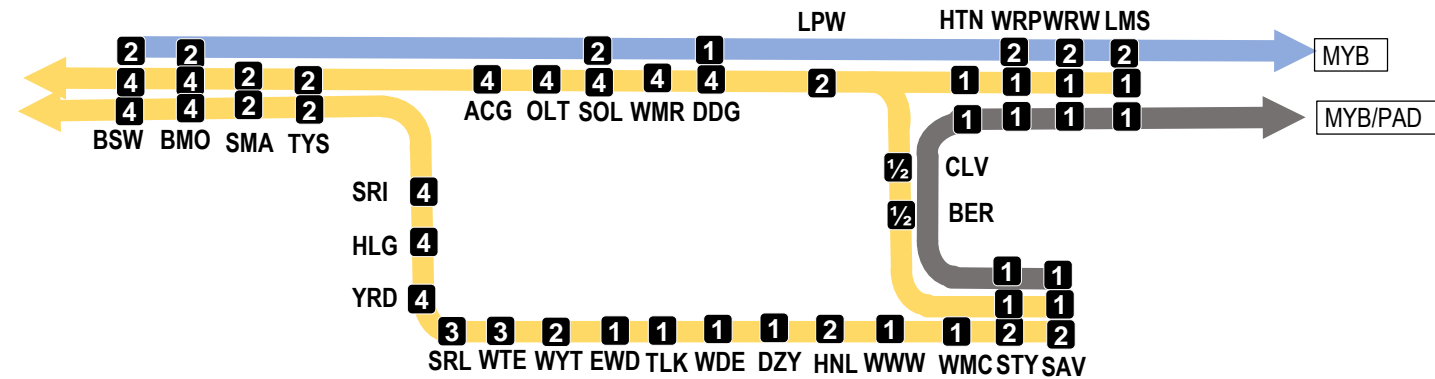 LPW HTN WRP WRW LMS
2 2 2 1 2 2 2 MYB
4 4 2 2 4 4 4 4 4 2 1 1 1 1
4 4 2 2 1 1 1 1 MYB/PAD
BSW BMO SMA TYS ACG OLT SOL WMR DDG
½ CLV
SRI 4
½ BER
HLG 4
1 1
YRD 4 1 1
3 3 2 1 1 1 1 2 1 1 2 2
SRL WTE WYT EWD TLK WDE DZY HNL WWW WMC STY SAV